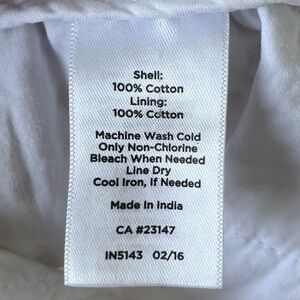 Shell:
100% Cotton
Lining:
100% Cotton
Machine Wash Cold
Only Non-Chlorine
Bleach When Needed
Line Dry
Cool Iron, If Needed
Made In India
CA #23147
IN5143 02/16